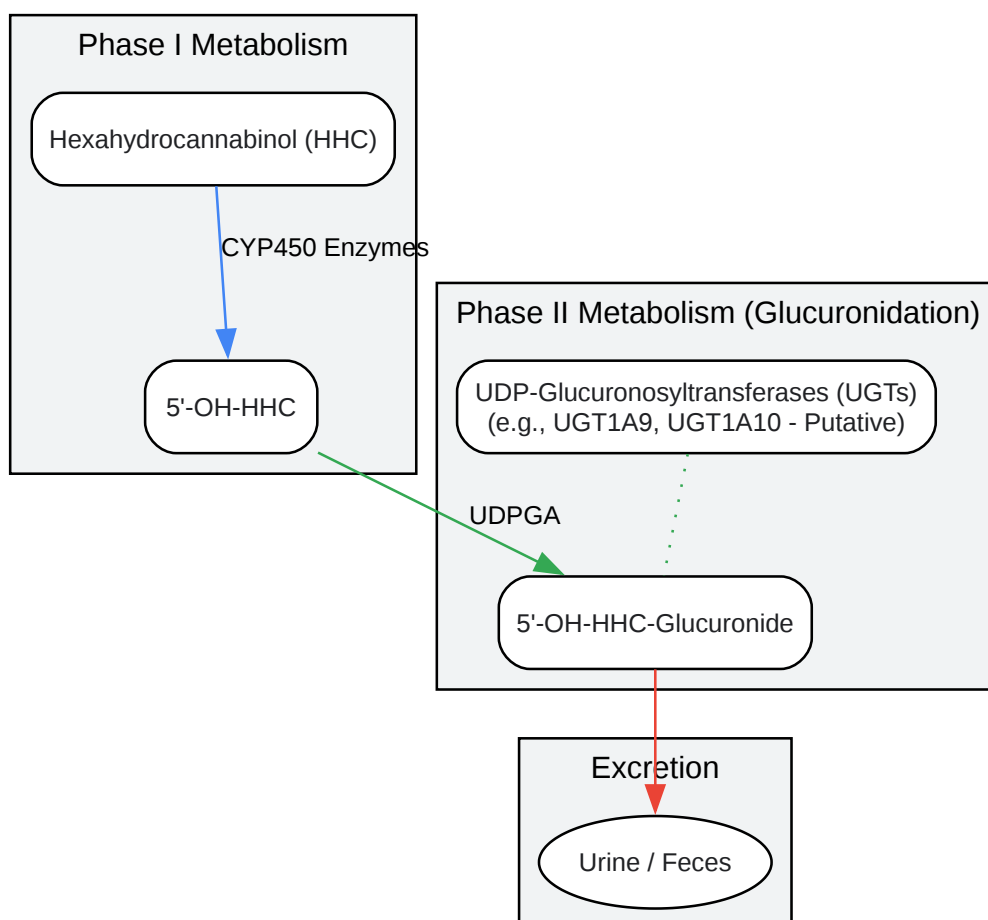 Phase I Metabolism
Hexahydrocannabinol (HHC)
CYP450 Enzymes
5'-OH-HHC
Phase II Metabolism (Glucuronidation)
UDP-Glucuronosyltransferases (UGTs)
(e.g., UGT1A9, UGT1A10 - Putative)
UDPGA
5'-OH-HHC-Glucuronide
Excretion
Urine / Feces